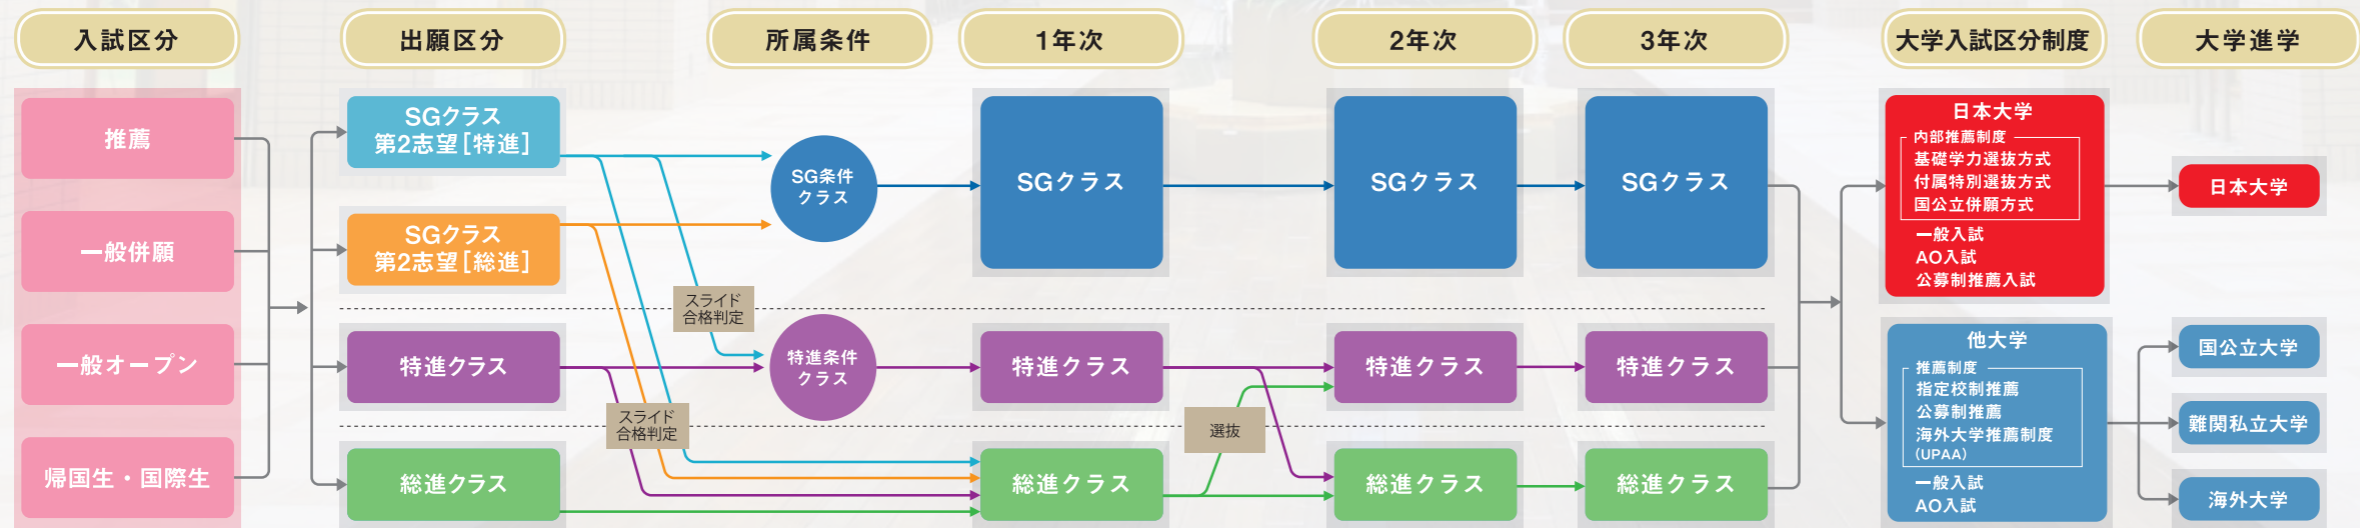 入試区分
出願区分
所属条件
1年次
2年次
3年次
大学入試区分制度
大学進学
推薦
一般併願
一般オープン
帰国生・国際生
SGクラス
第2志望[特進]
SGクラス
第2志望[総進]
特進クラス
総進クラス
スライド
合格判定
スライド
合格判定
SG条件
クラス
特進条件
クラス
SGクラス
特進クラス
総進クラス
選抜
SGクラス
特進クラス
総進クラス
SGクラス
特進クラス
総進クラス
日本大学
内部推薦制度
基礎学力選抜方式
付属特別選抜方式
国公立併願方式
一般入試
AO入試
公募制推薦入試
他大学
推薦制度
指定校制推薦
公募制推薦
海外大学推薦制度
(UPAA)
一般入試
AO入試
日本大学
国公立大学
難関私立大学
海外大学